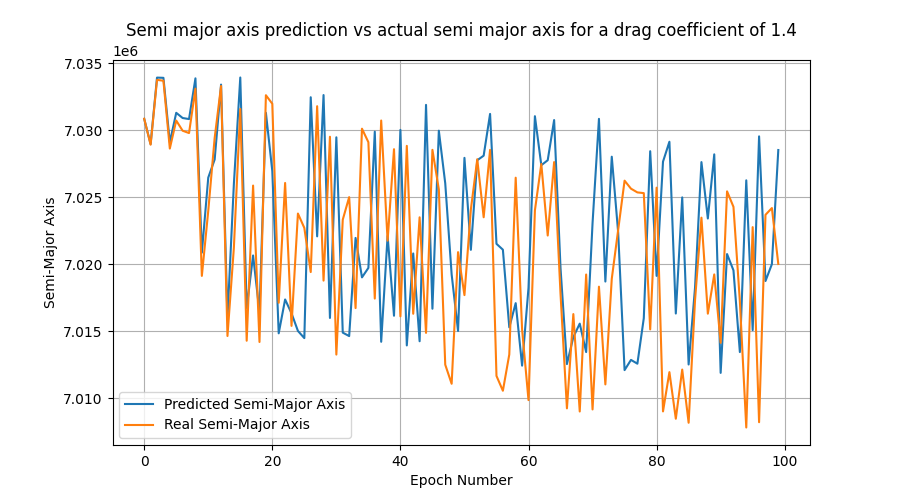 Semi major axis prediction vs actual semi major axis for a drag coefficient of 1.4
1e6
7.035
7.030
7.025
7.020
7.015
7.010
Semi-Major Axis
Predicted Semi-Major Axis
Real Semi-Major Axis
0 20 40 60 80 100
Epoch Number